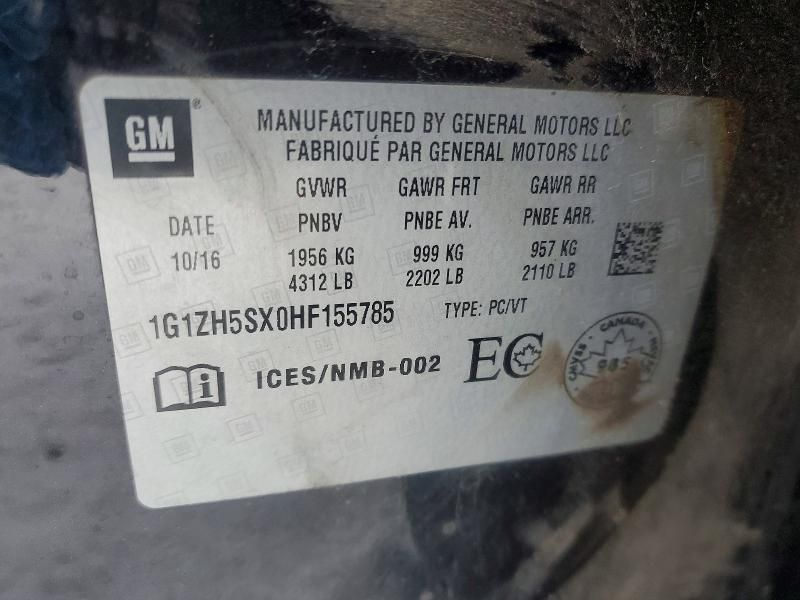 GM®
MANUFACTURED BY GENERAL MOTORS LLC
FABRIQUÉ PAR GENERAL MOTORS LLC
GVWR GAWR FRT GAWR RR
DATE PNBV PNBE AV. PNBE ARR.
10/16 1956 KG 999 KG 957 KG
4312 LB 2202 LB 2110 LB
1G1ZH5SX0HF155785 TYPE: PC/VT
i ICES/NMB-002 EC
CANADA